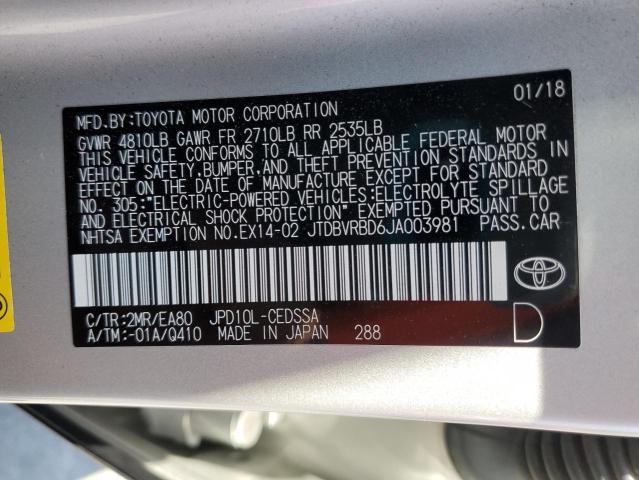 MFD.BY:TOYOTA MOTOR CORPORATION 01/18
GVWR 4810LB GAWR FR 2710LB RR 2535LB
THIS VEHICLE CONFORMS TO ALL APPLICABLE FEDERAL MOTOR
VEHICLE SAFETY,BUMPER,AND THEFT PREVENTION STANDARDS IN
EFFECT ON THE DATE OF MANUFACTURE EXCEPT FOR STANDARD
NO. 305:"ELECTRIC-POWERED VEHICLES:ELECTROLYTE SPILLAGE
AND ELECTRICAL SHOCK PROTECTION" EXEMPTED PURSUANT TO
NHTSA EXEMPTION NO.EX14-02 JTDBVRBD6JA003981 PASS.CAR
C/TR:2MR/EA80 JPD10L-CEDSSA
A/TM:-01A/Q410 MADE IN JAPAN 288
D